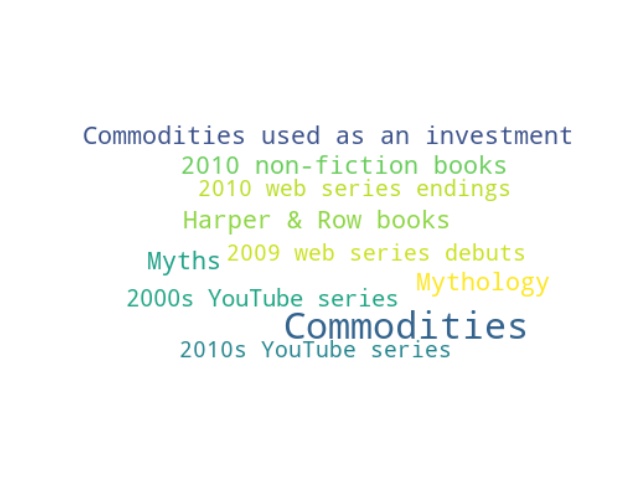 Commodities used as an investment
2010 non-fiction books
2010 web series endings
Harper & Row books
2009 web series debuts
Myths
Mythology
2000s YouTube series
Commodities
2010s YouTube series